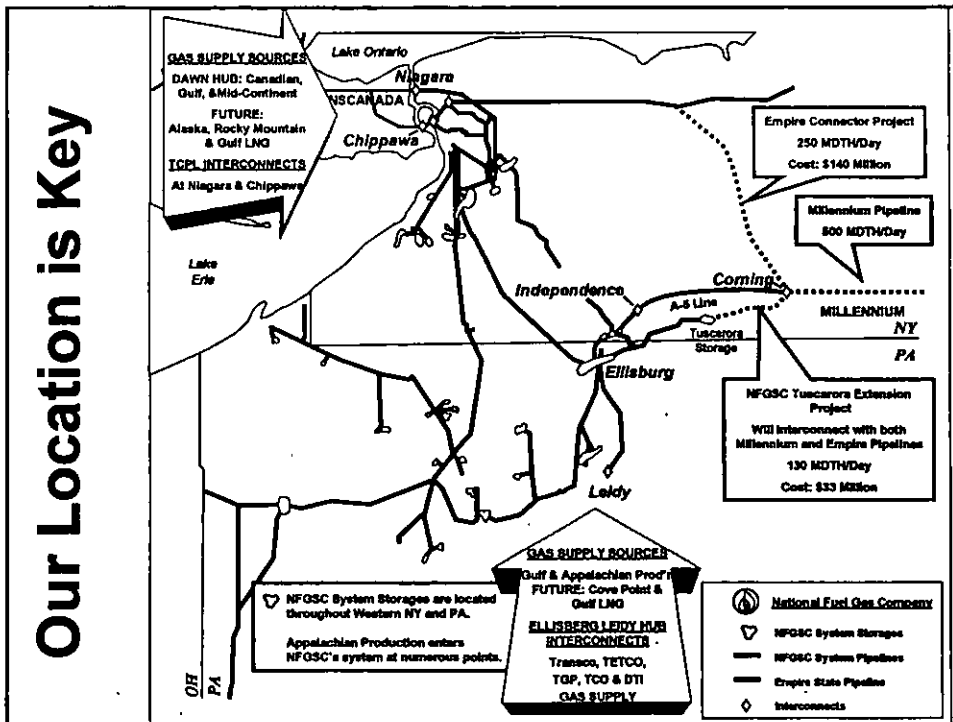 Our Location is Key
GAS SUPPLY SOURCES
DAWN HUB: Canadian,
Gulf, &Mid-Continent
FUTURE:
Alaska, Rocky Mountain
& Gulf LNG
TCPL INTERCONNECTS
At Niagara & Chippawa
Lake Ontario
Niagara
NSCANADA
Chippawa
Empire Connector Project
250 MDTH/Day
Cost: $140 Million
Millennium Pipeline
500 MDTH/Day
Lake
Erie
Independence
Corning
A-5 Line
MILLENNIUM
NY
PA
Tuscarora
Storage
Ellisburg
NFGSC Tuscarora Extension
Project
Will Interconnect with both
Millennium and Empire Pipelines
130 MDTH/Day
Cost: $33 Million
Leidy
GAS SUPPLY SOURCES
Gulf & Appalachian Prod'n
FUTURE: Cove Point &
Gulf LNG
ELLISBERG LEIDY HUB
INTERCONNECTS
Transco, TETCO,
TGP, TCO & DTI
GAS SUPPLY
NFGSC System Storages are located
throughout Western NY and PA.
Appalachian Production enters
NFGSC's system at numerous points.
OH
PA
National Fuel Gas Company
NFGSC System Storages
NFGSC System Pipelines
Empire State Pipeline
Interconnects